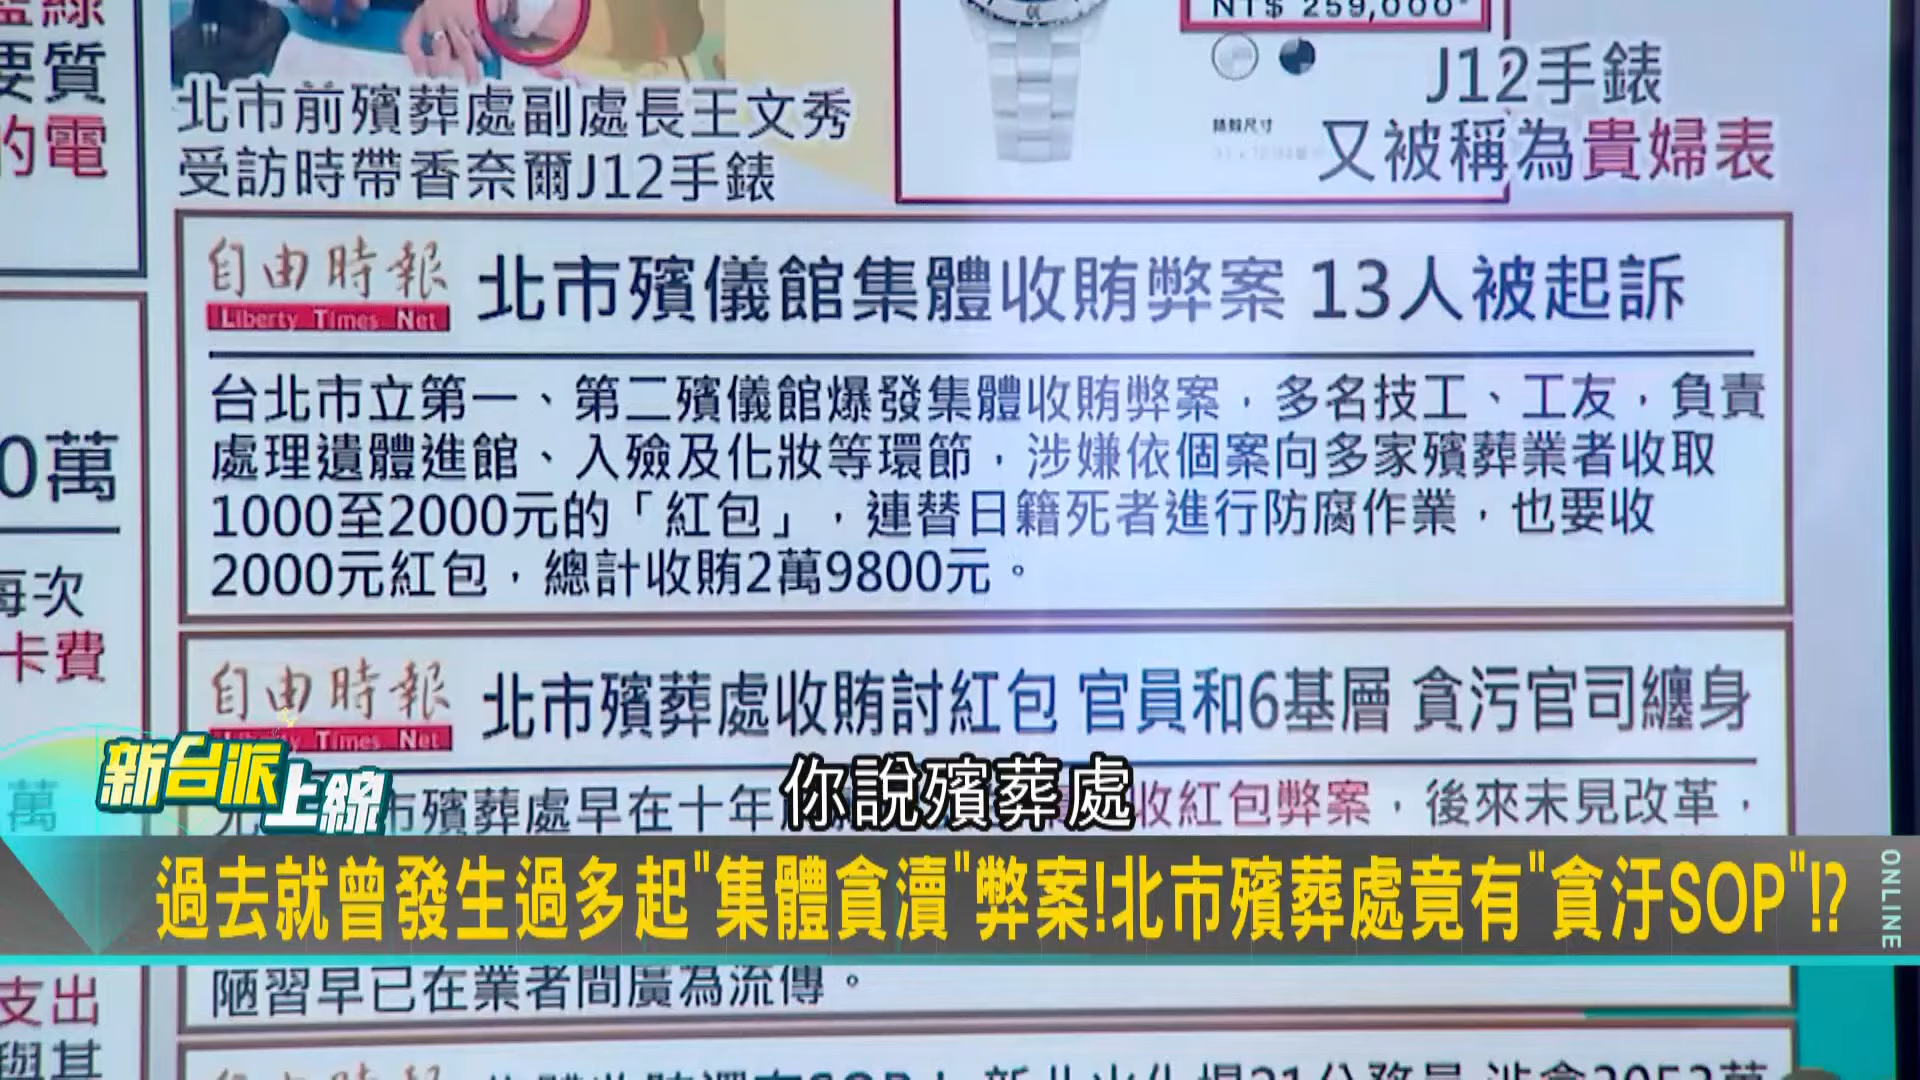 NT$ 259,000
北市前殯葬處副處長王文秀
受訪時帶香奈爾J12手錶
J12手錶
又被稱為貴婦表
錶殼尺寸
要質
的電
自由時報
Liberty Times Net
北市殯儀館集體收賄弊案 13人被起訴
台北市立第一、第二殯儀館爆發集體收賄弊案，多名技工、工友，負責
處理遺體進館、入殮及化妝等環節，涉嫌依個案向多家殯葬業者收取
1000至2000元的「紅包」，連替日籍死者進行防腐作業，也要收
2000元紅包，總計收賄2萬9800元。
0萬
每次
卡費
自由時報
Liberty Times Net
北市殯葬處收賄討紅包 官員和6基層 貪污官司纏身
萬
市殯葬處早在十年
收紅包弊案，後來未見改革，
新台派上線
你說殯葬處
過去就曾發生過多起"集體貪瀆"弊案!北市殯葬處竟有"貪汙SOP"!?
ONLINE
陋習早已在業者間廣為流傳。
支出
與其